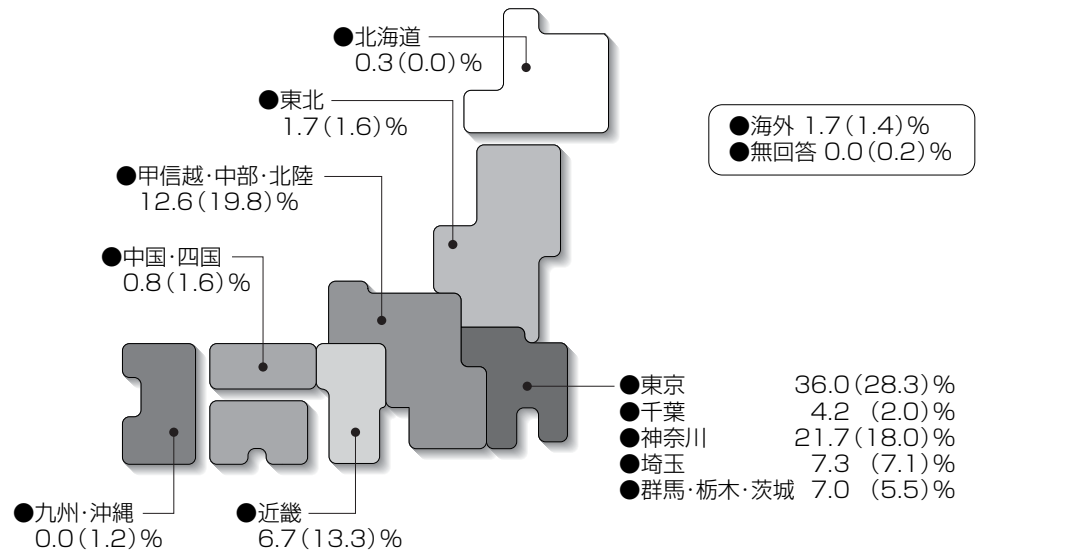 ●北海道
0.3(0.0)%
●東北
1.7(1.6)%
●海外 1.7(1.4)%
●無回答 0.0(0.2)%
●甲信越・中部・北陸
12.6(19.8)%
●中国・四国
0.8(1.6)%
●東京 36.0(28.3)%
●千葉 4.2 (2.0)%
●神奈川 21.7(18.0)%
●埼玉 7.3 (7.1)%
●群馬・栃木・茨城 7.0 (5.5)%
●九州・沖縄
0.0(1.2)%
●近畿
6.7(13.3)%